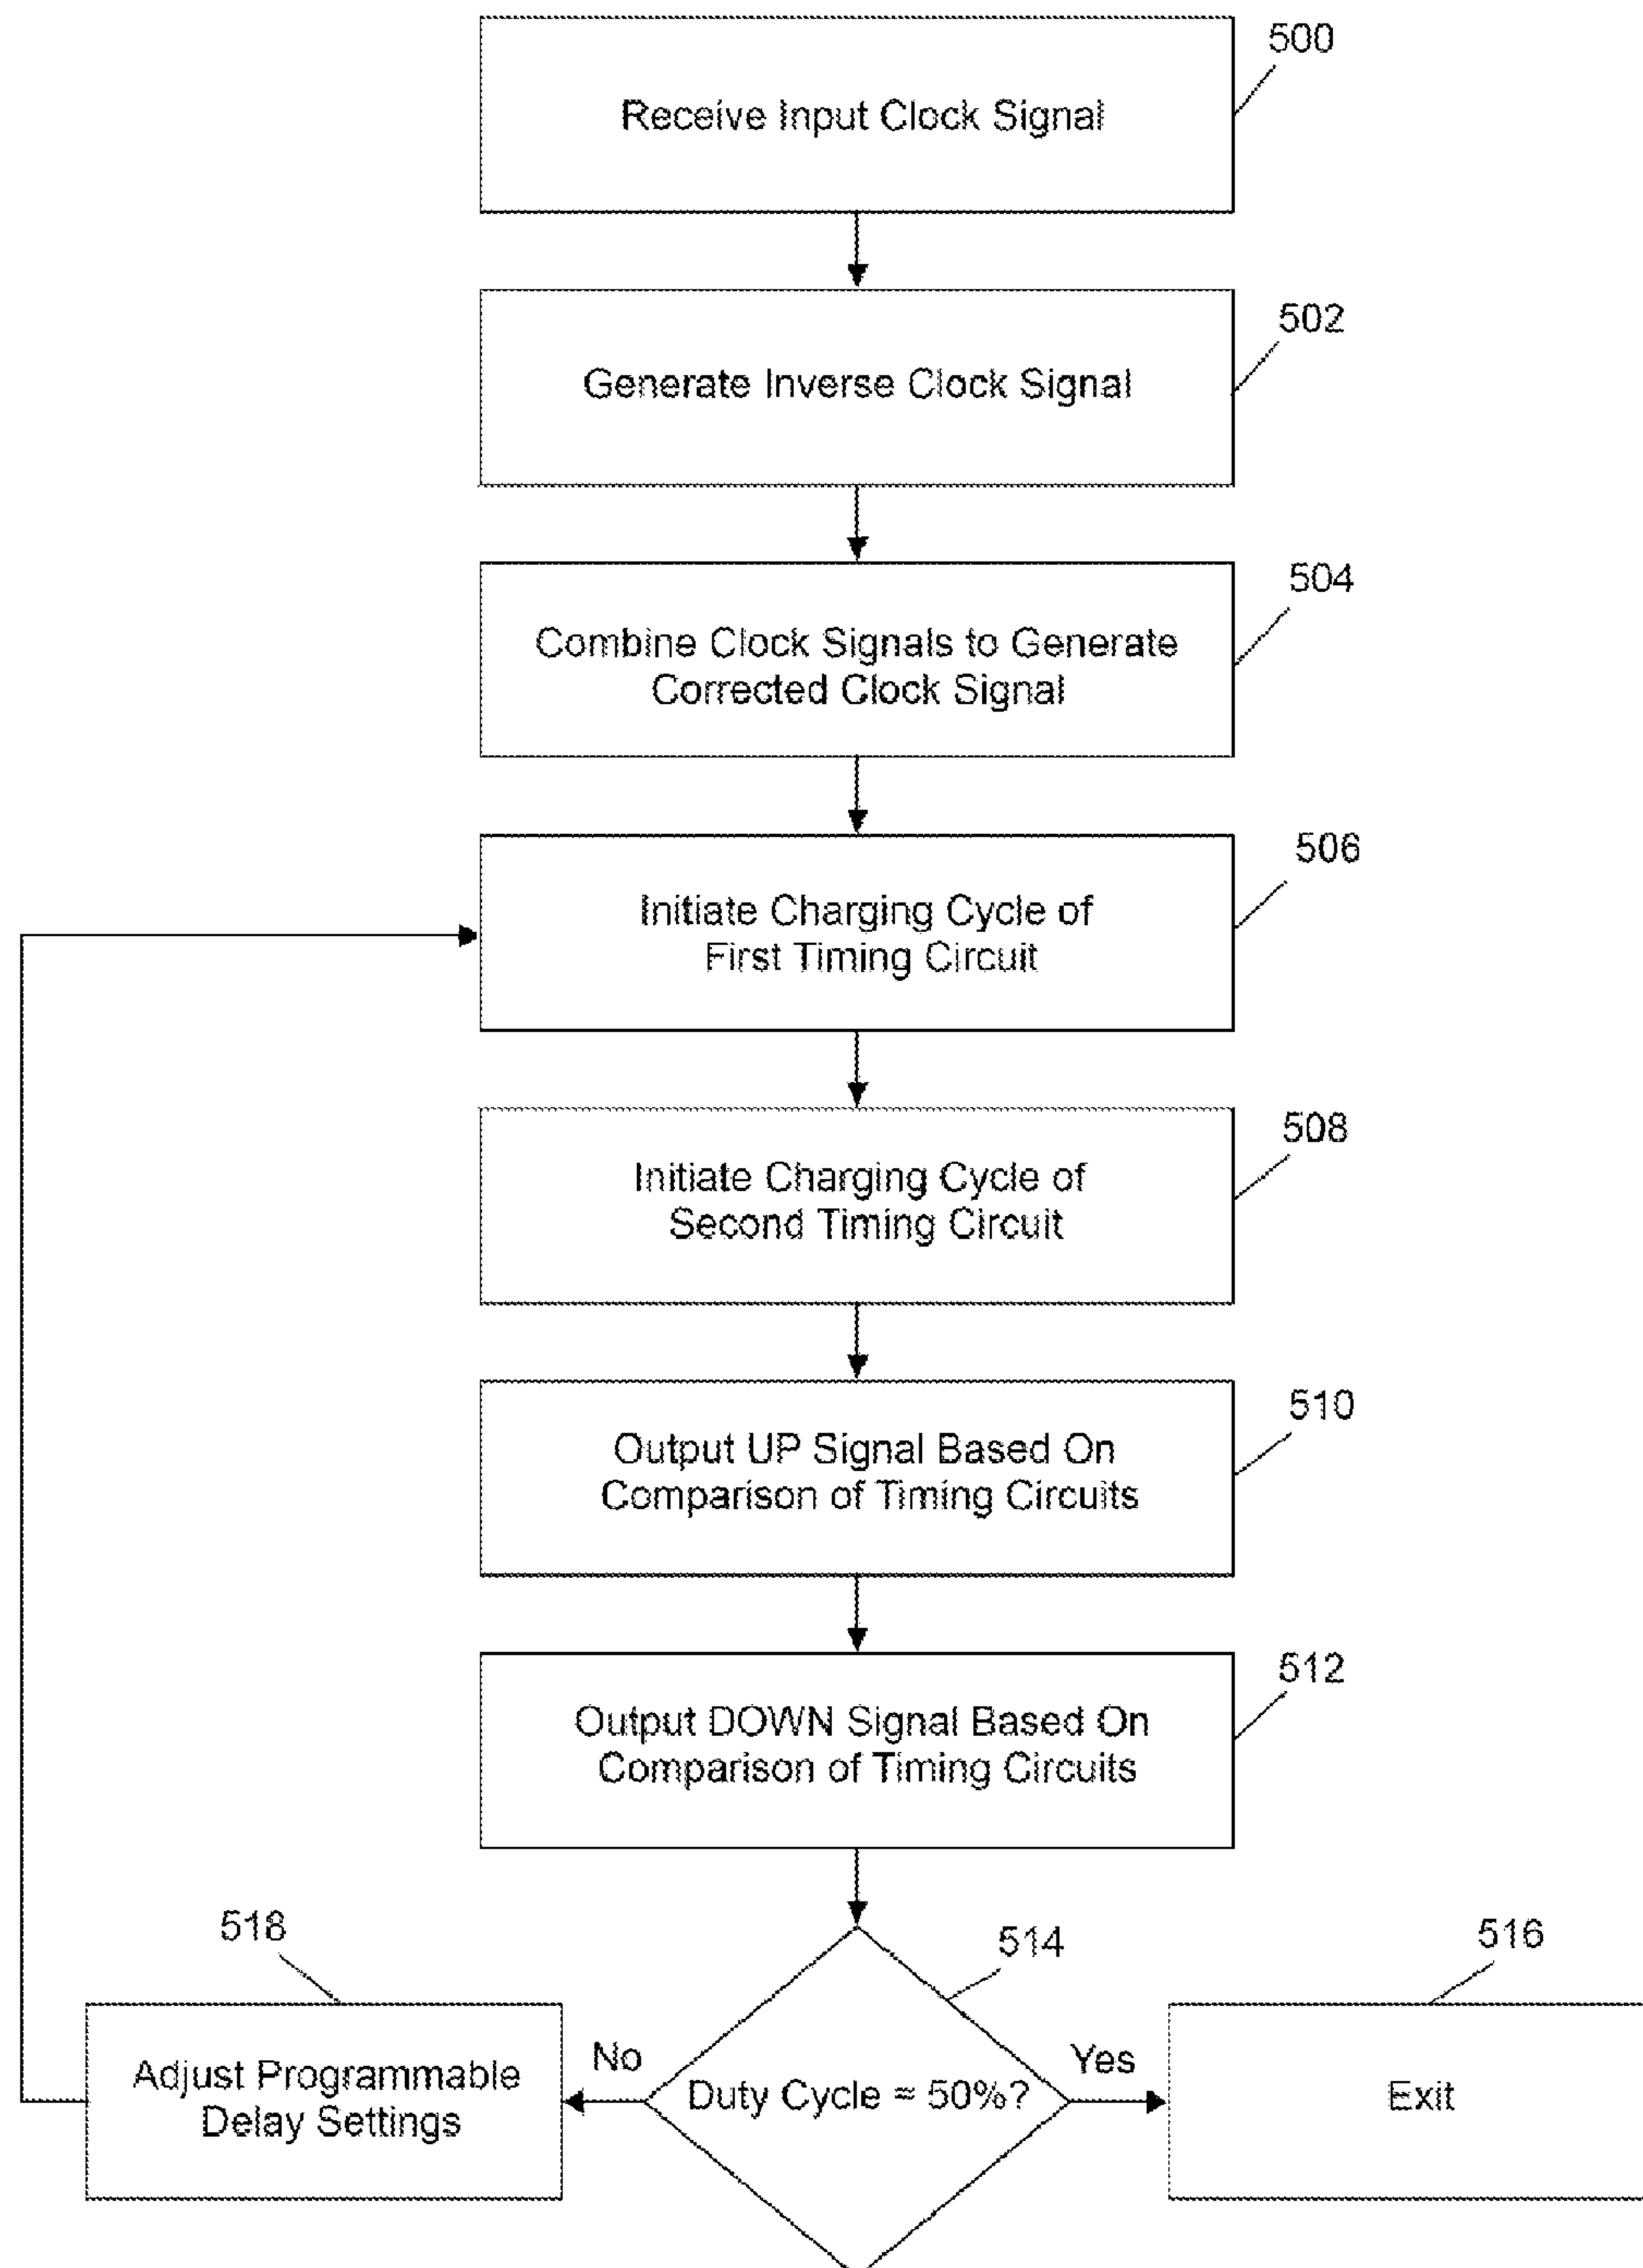 500
Receive Input Clock Signal
502
Generate Inverse Clock Signal
504
Combine Clock Signals to Generate
Corrected Clock Signal
506
Initiate Charging Cycle of
First Timing Circuit
508
Initiate Charging Cycle of
Second Timing Circuit
510
Output UP Signal Based On
Comparison of Timing Circuits
512
Output DOWN Signal Based On
Comparison of Timing Circuits
518
514
516
No
Yes
Adjust Programmable
Delay Settings
Duty Cycle ≈ 50%?
Exit